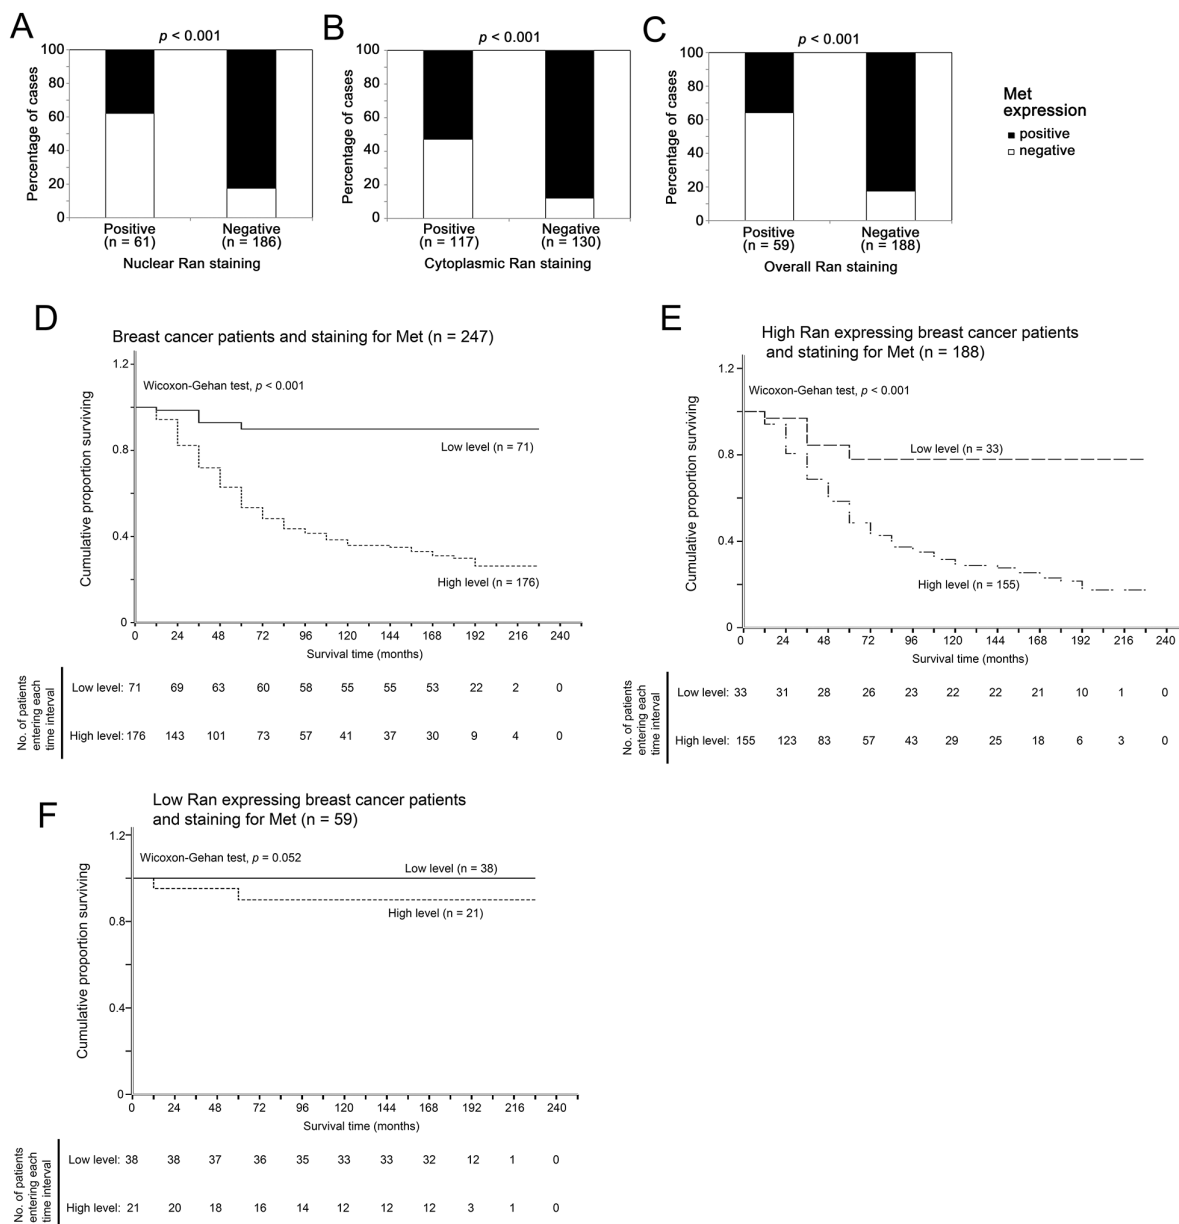 A
p < 0.001
Percentage of cases
100
80
60
40
20
0
Positive
(n = 61)
Negative
(n = 186)
Nuclear Ran staining
B
p < 0.001
Percentage of cases
100
80
60
40
20
0
Positive
(n = 117)
Negative
(n = 130)
Cytoplasmic Ran staining
C
p < 0.001
Percentage of cases
100
80
60
40
20
0
Positive
(n = 59)
Negative
(n = 188)
Overall Ran staining
Met
expression
positive
negative
D
Breast cancer patients and staining for Met (n = 247)
Wicoxon-Gehan test, p < 0.001
Cumulative proportion surviving
1.2
0.8
0.4
0
Low level (n = 71)
High level (n = 176)
0 24 48 72 96 120 144 168 192 216 240
Survival time (months)
No. of patients
entering each
time interval
Low level: 71 69 63 60 58 55 55 53 22 2 0
High level: 176 143 101 73 57 41 37 30 9 4 0
E
High Ran expressing breast cancer patients
and statining for Met (n = 188)
Wicoxon-Gehan test, p < 0.001
Cumulative proportion surviving
1.2
0.8
0.4
0
Low level (n = 33)
High level (n = 155)
0 24 48 72 96 120 144 168 192 216 240
Survival time (months)
No. of patients
entering each
time interval
Low level: 33 31 28 26 23 22 22 21 10 1 0
High level: 155 123 83 57 43 29 25 18 6 3 0
F
Low Ran expressing breast cancer patients
and staining for Met (n = 59)
Wicoxon-Gehan test, p = 0.052
Cumulative proportion surviving
1.2
0.8
0.4
0
Low level (n = 38)
High level (n = 21)
0 24 48 72 96 120 144 168 192 216 240
Survival time (months)
No. of patients
entering each
time interval
Low level: 38 38 37 36 35 33 33 32 12 1 0
High level: 21 20 18 16 14 12 12 12 3 1 0